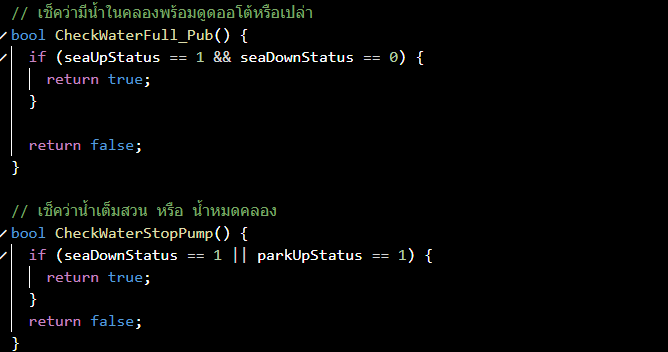 // เช็คว่ามีน้ำในคลองพร้อมดูดออโต้หรือเปล่า
bool CheckWaterFull_Pub() {
if (seaUpStatus == 1 && seaDownStatus == 0) {
return true;
}
return false;
}
// เช็คว่าน้ำเต็มสวน หรือ น้ำหมดคลอง
bool CheckWaterStopPump() {
if (seaDownStatus == 1 || parkUpStatus == 1) {
return true;
}
return false;
}